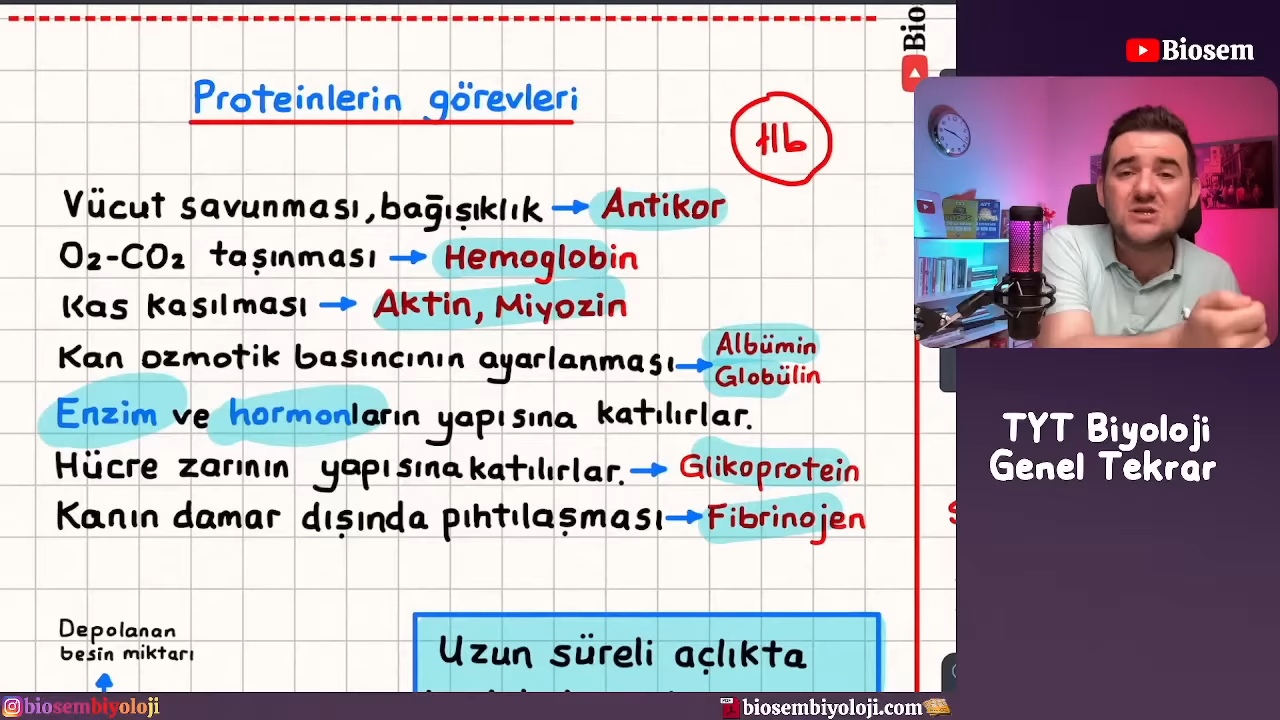 Bio
Biosem
Proteinlerin görevleri
Hb
Vücut savunması, bağışıklık → Antikor
O2-CO2 taşınması → Hemoglobin
Kas kasılması → Aktin, Miyozin
Kan ozmotik basıncının ayarlanması → Albümin
Globülin
Enzim ve hormonların yapısına katılırlar.
Hücre zarının yapısına katılırlar. → Glikoprotein
Kanın damar dışında pıhtılaşması → Fibrinojen
Depolanan
besin miktarı
Uzun süreli açlıkta
TYT Biyoloji
Genel Tekrar
biosembiyoloji
biosembiyoloji.com